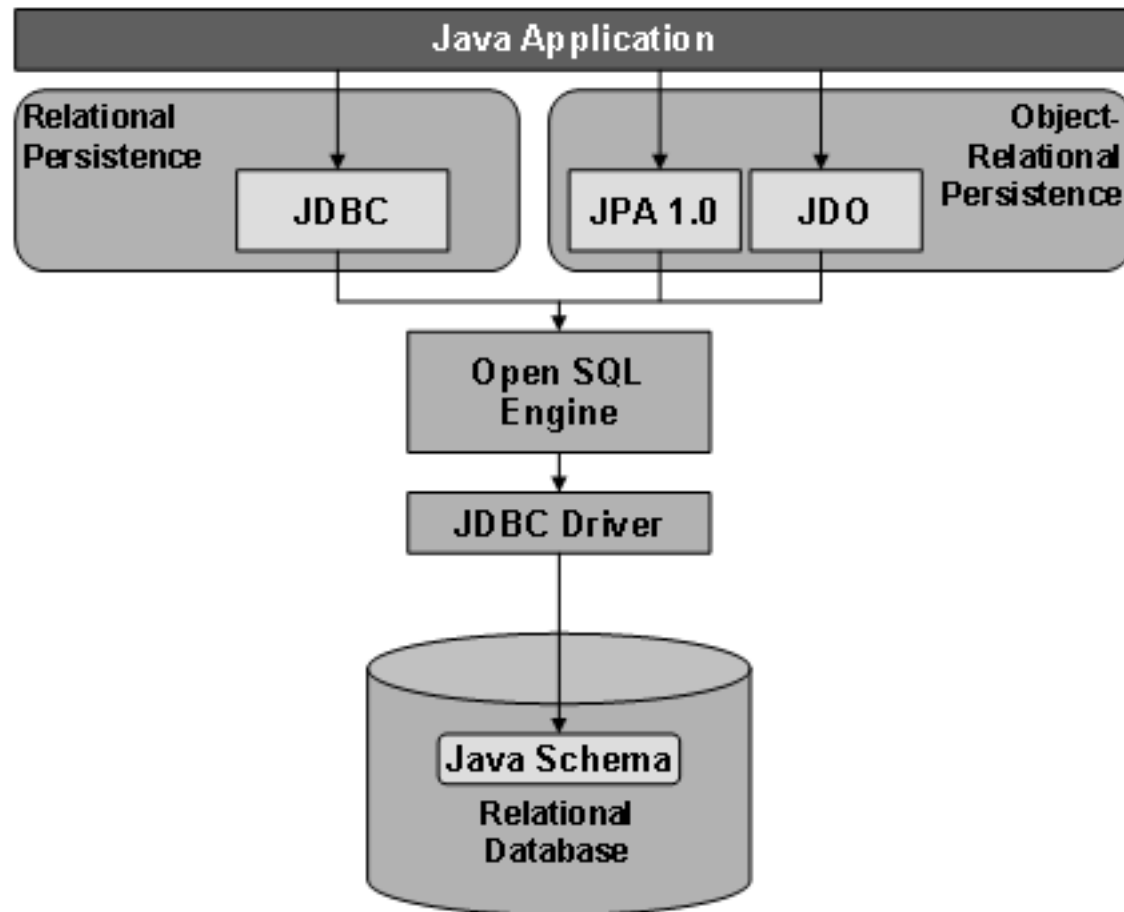 Java Application
Relational
Persistence
Object-
Relational
Persistence
JDBC
JPA 1.0
JDO
Open SQL
Engine
JDBC Driver
Java Schema
Relational
Database